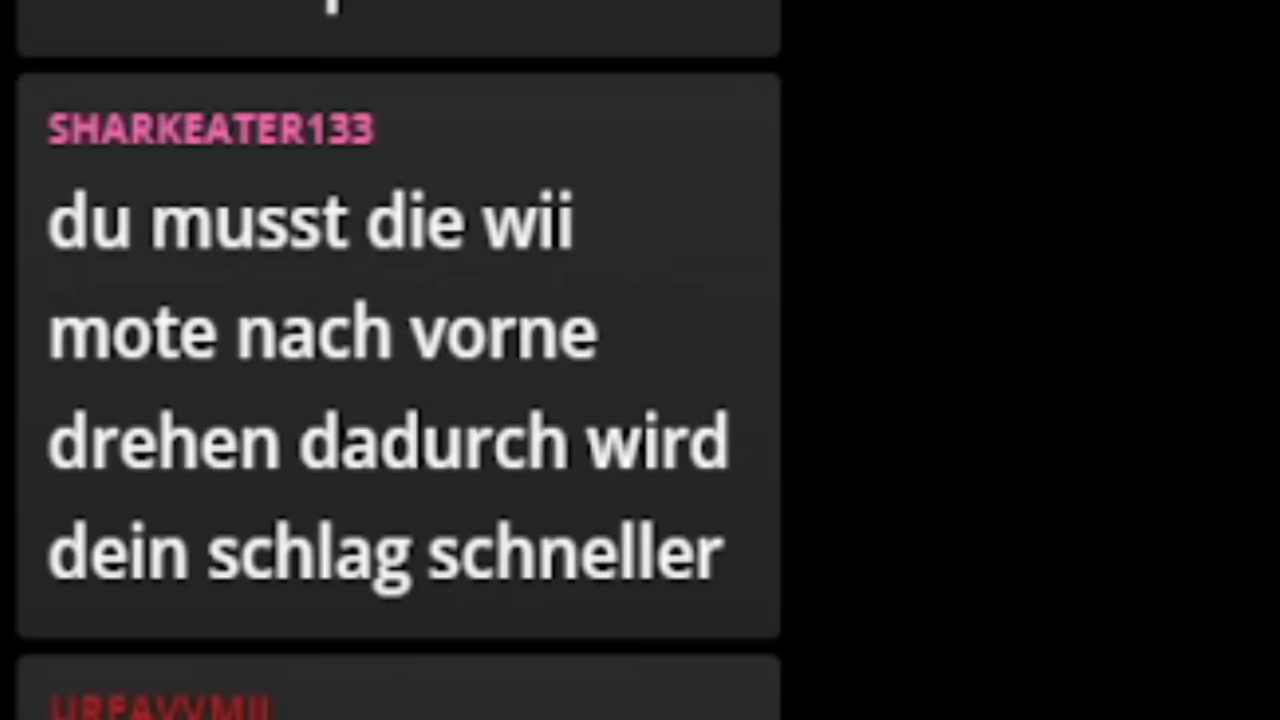 SHARKEATER133
du musst die wii
mote nach vorne
drehen dadurch wird
dein schlag schneller